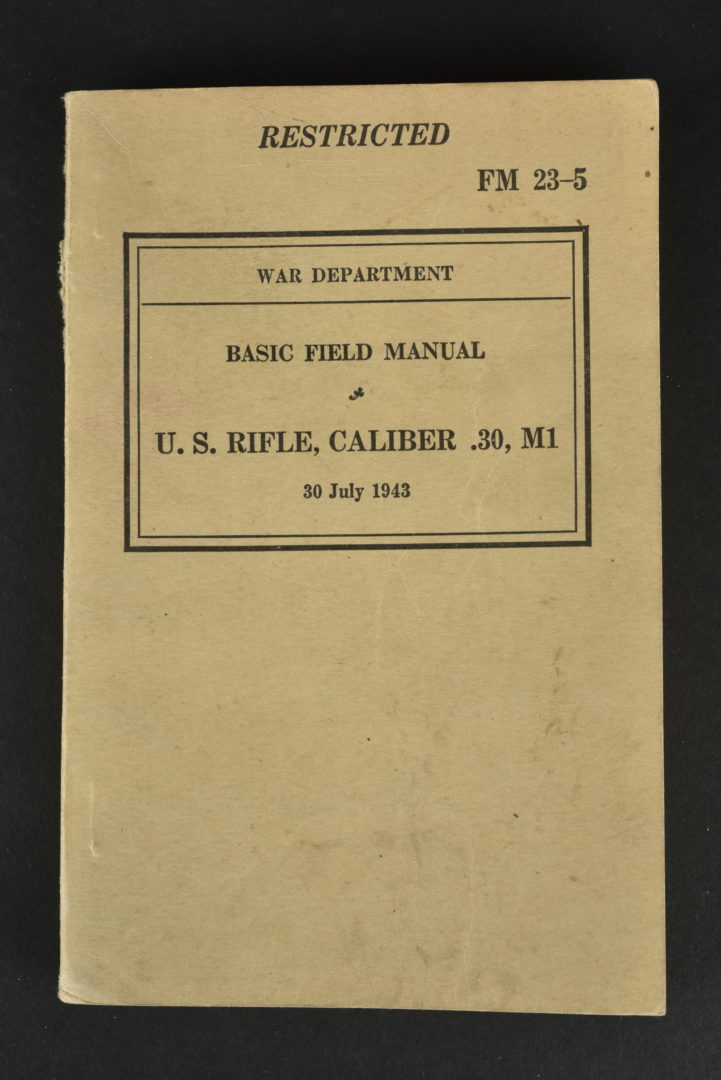 RESTRICTED
FM 23–5
WAR DEPARTMENT
BASIC FIELD MANUAL
U. S. RIFLE, CALIBER .30, M1
30 July 1943